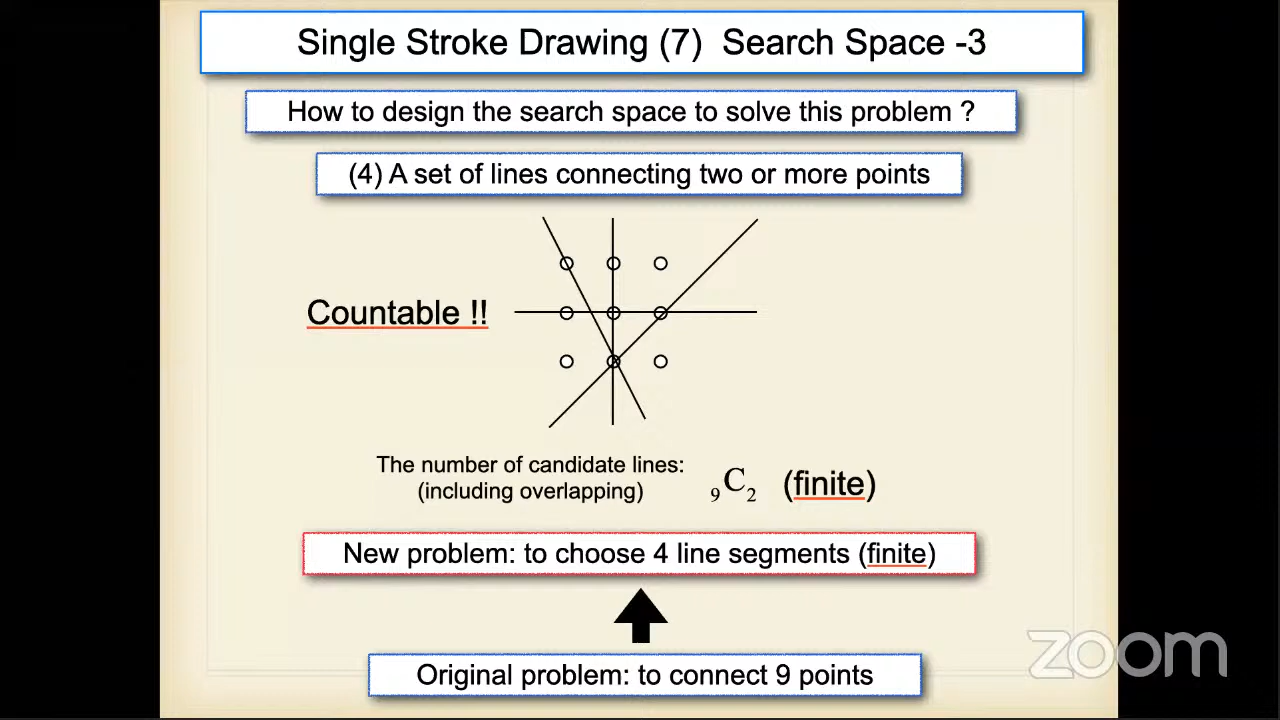 Single Stroke Drawing (7)  Search Space -3
How to design the search space to solve this problem ?
(4) A set of lines connecting two or more points
Countable !!
The number of candidate lines:
(including overlapping)
₉C₂ (finite)
New problem: to choose 4 line segments (finite)
Original problem: to connect 9 points
zoom